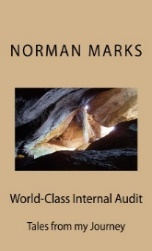 NORMAN MARKS
World-Class Internal Audit
Tales from my Journey